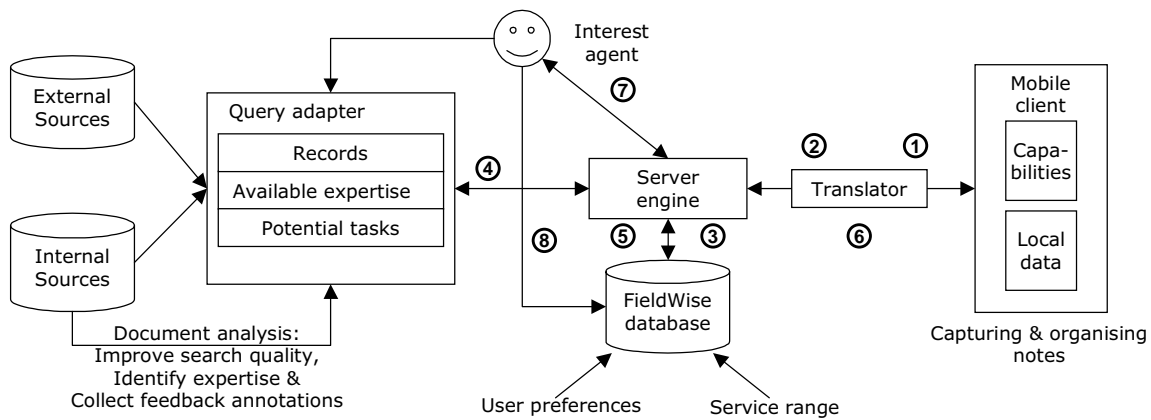 Interest
agent
7
External
Sources
Query adapter
Records
Available expertise
Potential tasks
Internal
Sources
Document analysis:
Improve search quality,
Identify expertise &
Collect feedback annotations
4
8
Server
engine
5
3
FieldWise
database
User preferences
Service range
2
1
Translator
6
Mobile
client
Capa-
bilities
Local
data
Capturing & organising
notes